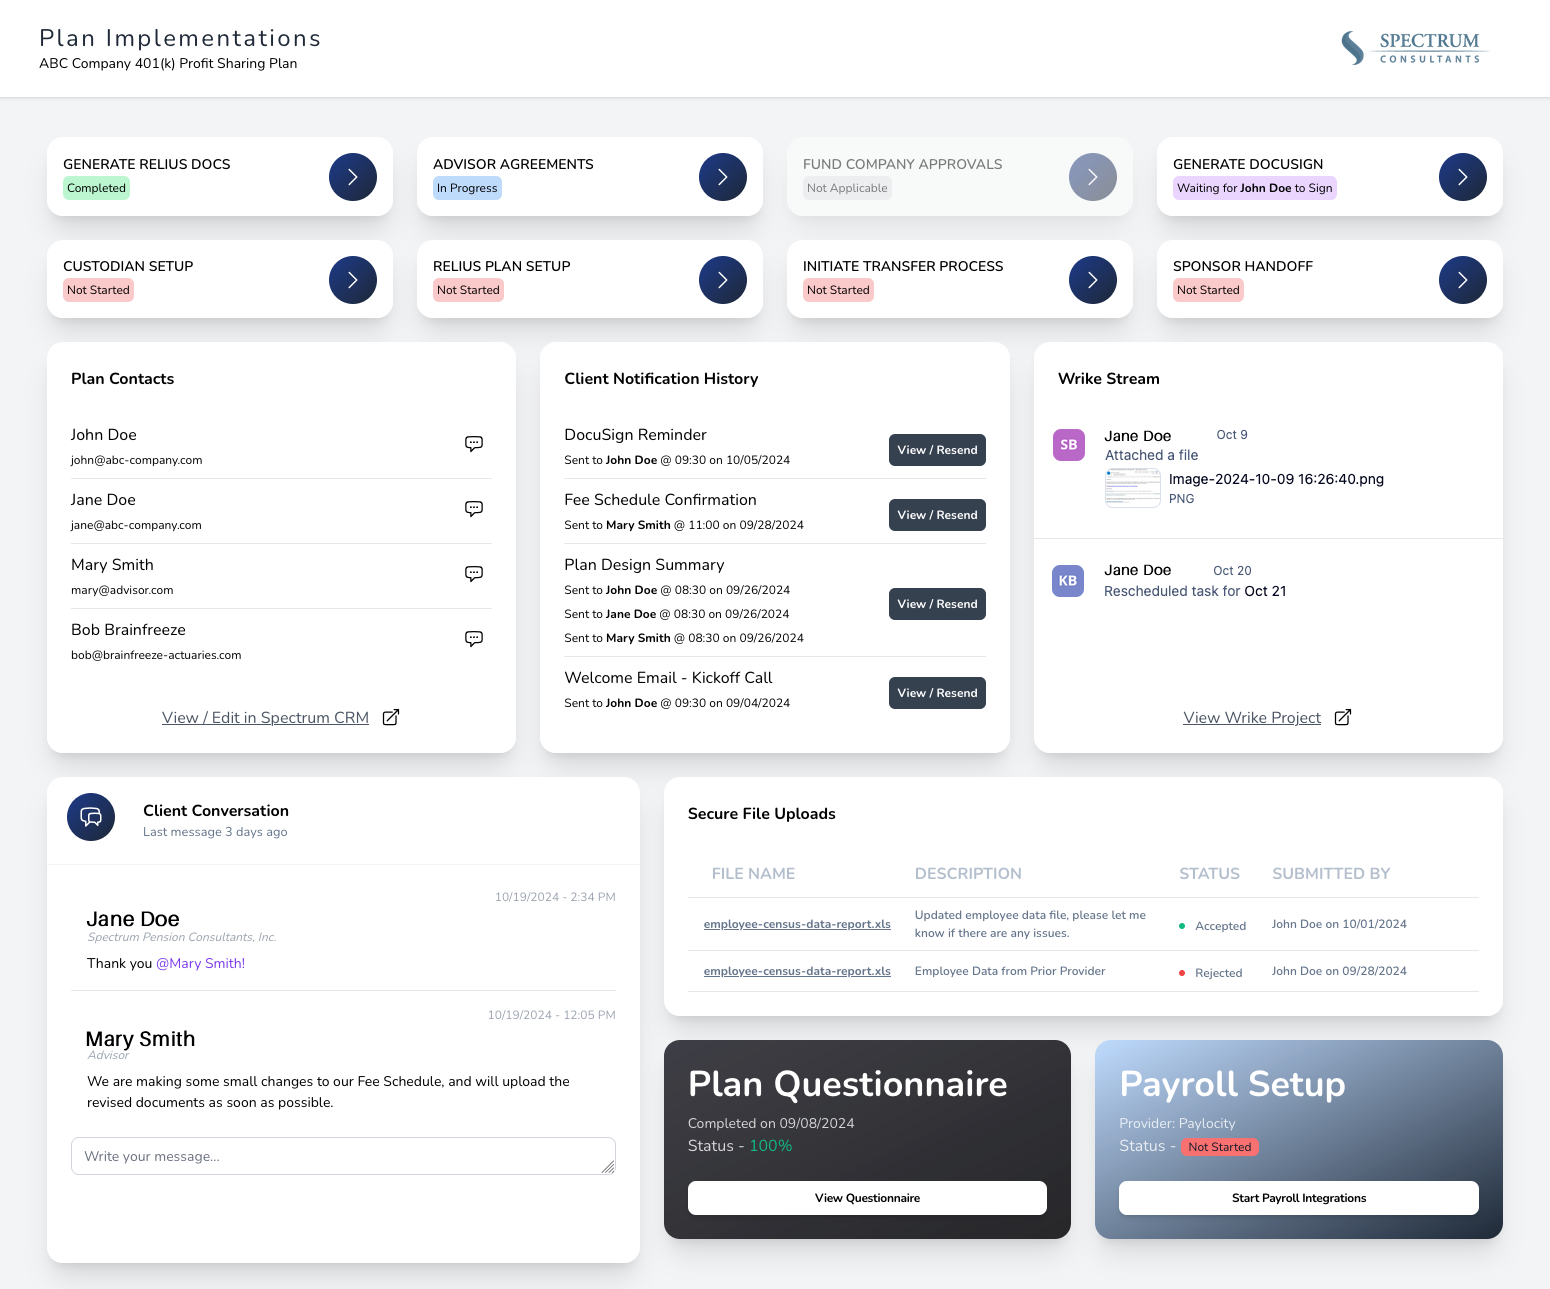 Plan Implementations
ABC Company 401(k) Profit Sharing Plan
SPECTRUM
CONSULTANTS
GENERATE RELIUS DOCS
Completed
ADVISOR AGREEMENTS
In Progress
FUND COMPANY APPROVALS
Not Applicable
GENERATE DOCUSIGN
Waiting for John Doe to Sign
CUSTODIAN SETUP
Not Started
RELIUS PLAN SETUP
Not Started
INITIATE TRANSFER PROCESS
Not Started
SPONSOR HANDOFF
Not Started
Plan Contacts
John Doe
john@abc-company.com
Jane Doe
jane@abc-company.com
Mary Smith
mary@advisor.com
Bob Brainfreeze
bob@brainfreeze-actuaries.com
View / Edit in Spectrum CRM
Client Notification History
DocuSign Reminder
Sent to John Doe @ 09:30 on 10/05/2024
View / Resend
Fee Schedule Confirmation
Sent to Mary Smith @ 11:00 on 09/28/2024
View / Resend
Plan Design Summary
Sent to John Doe @ 08:30 on 09/26/2024
Sent to Jane Doe @ 08:30 on 09/26/2024
Sent to Mary Smith @ 08:30 on 09/26/2024
View / Resend
Welcome Email - Kickoff Call
Sent to John Doe @ 09:30 on 09/04/2024
View / Resend
Wrike Stream
SB
Jane Doe Oct 9
Attached a file
Image-2024-10-09 16:26:40.png
PNG
KB
Jane Doe Oct 20
Rescheduled task for Oct 21
View Wrike Project
Client Conversation
Last message 3 days ago
10/19/2024 - 2:34 PM
Jane Doe
Spectrum Pension Consultants, Inc.
Thank you @Mary Smith!
10/19/2024 - 12:05 PM
Mary Smith
Advisor
We are making some small changes to our Fee Schedule, and will upload the
revised documents as soon as possible.
Write your message...
Secure File Uploads
FILE NAME DESCRIPTION STATUS SUBMITTED BY
employee-census-data-report.xls
Updated employee data file, please let me
know if there are any issues.
Accepted
John Doe on 10/01/2024
employee-census-data-report.xls
Employee Data from Prior Provider
Rejected
John Doe on 09/28/2024
Plan Questionnaire
Completed on 09/08/2024
Status - 100%
View Questionnaire
Payroll Setup
Provider: Paylocity
Status - Not Started
Start Payroll Integrations